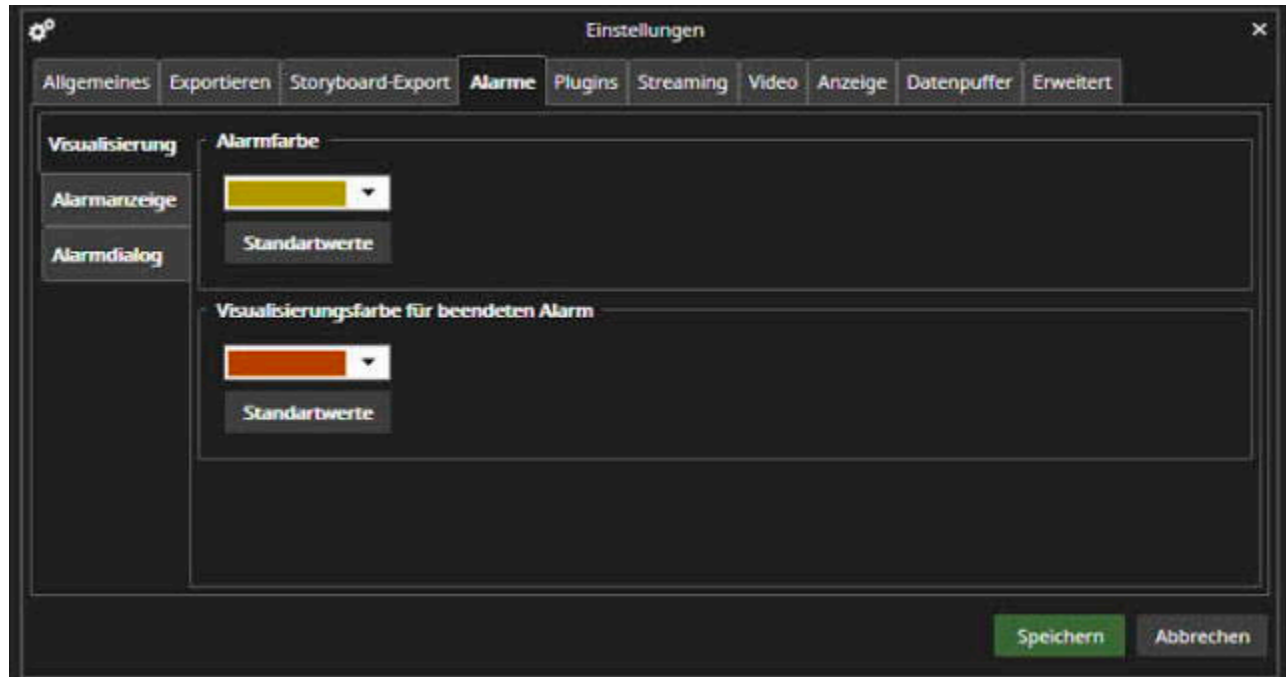 Einstellungen
Allgemeines Exportieren Storyboard-Export Alarme Plugins Streaming Video Anzeige Datenpuffer Erweitert
Visualisierung
Alarmanzeige
Alarmdialog
Alarmfarbe
Standartwerte
Visualisierungsfarbe für beendeten Alarm
Standartwerte
Speichern Abbrechen